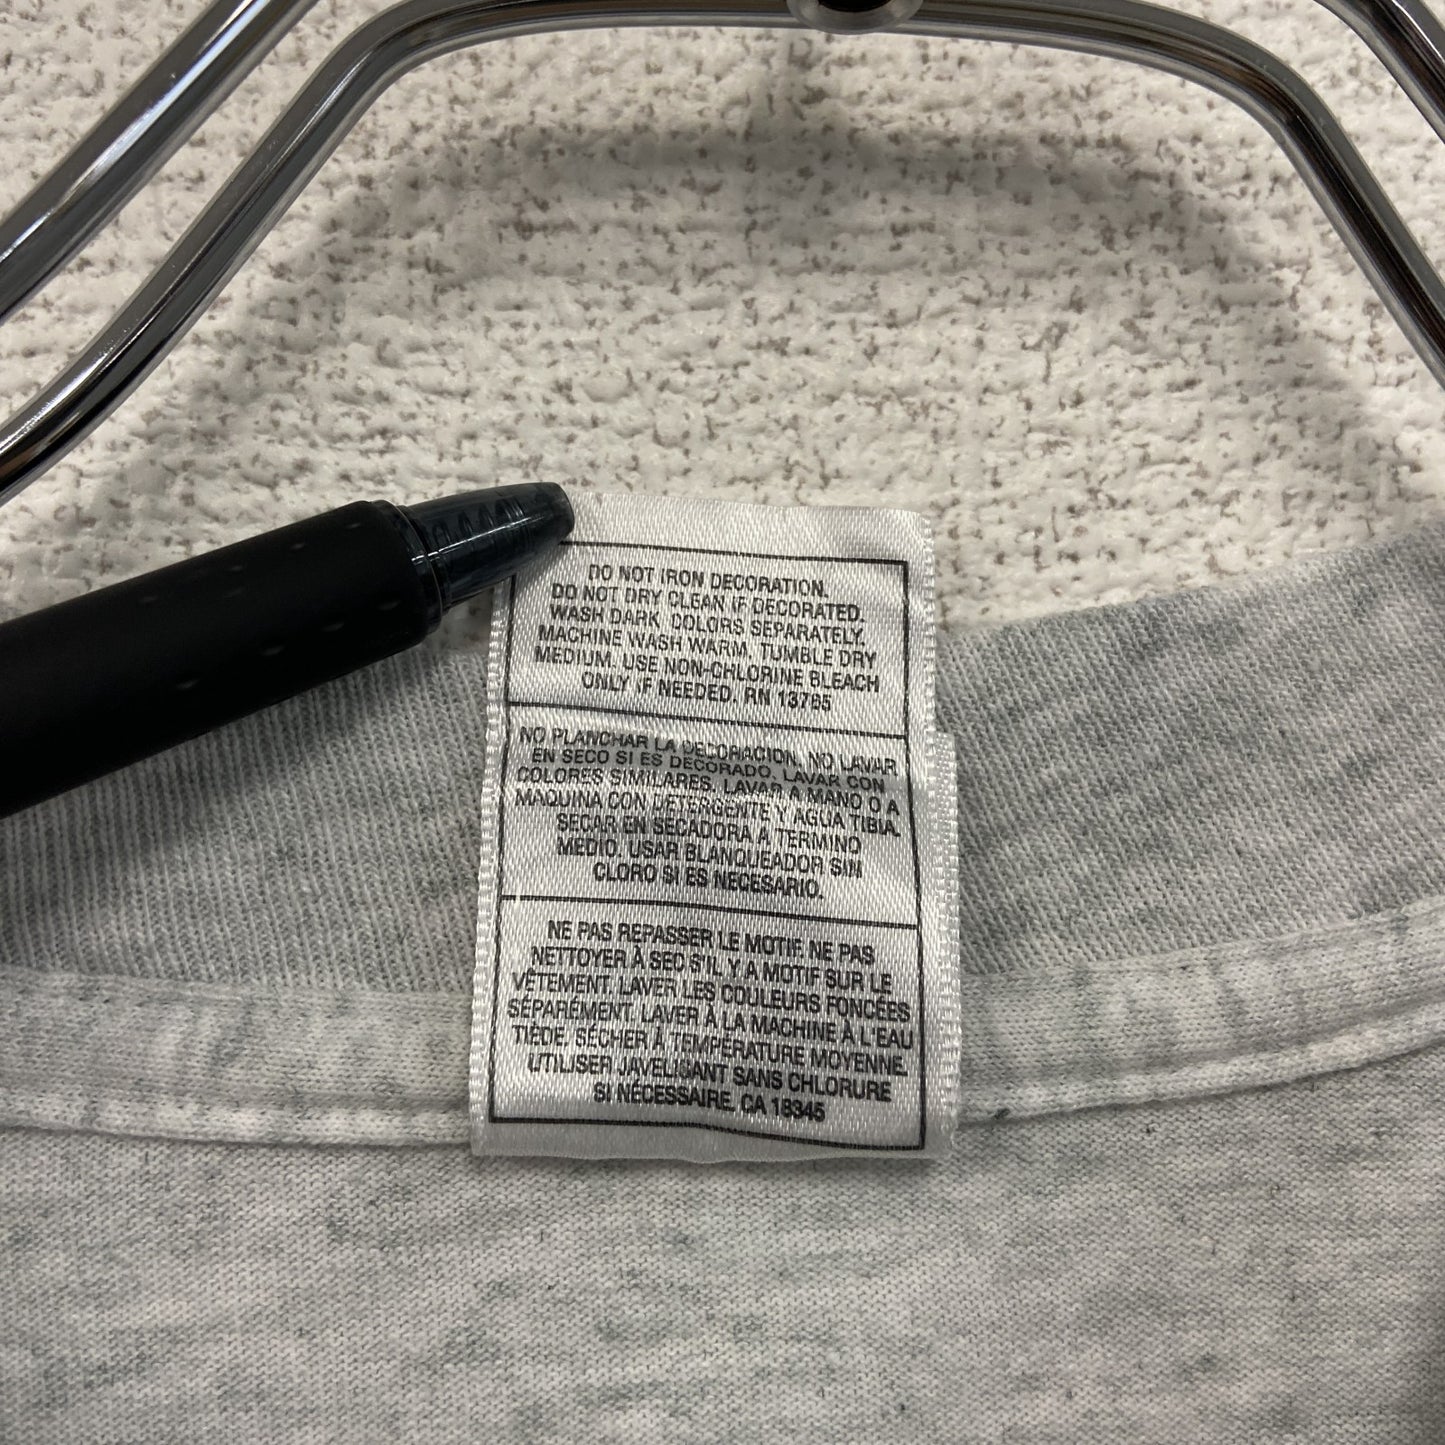 DO NOT IRON DECORATION.
DO NOT DRY CLEAN IF DECORATED.
WASH DARK COLORS SEPARATELY.
MACHINE WASH WARM, TUMBLE DRY
MEDIUM. USE NON-CHLORINE BLEACH
ONLY IF NEEDED. RN 13765
NO PLANCHAR LA DECORACION. NO LAVAR
EN SECO SI ES DECORADO. LAVAR CON
COLORES SIMILARES. LAVAR A MANO O A
MAQUINA CON DETERGENTE Y AGUA TIBIA.
SECAR EN SECADORA A TERMINO
MEDIO. USAR BLANQUEADOR SIN
CLORO SI ES NECESARIO.
NE PAS REPASSER LE MOTIF. NE PAS
NETTOYER À SEC S'IL Y A MOTIF SUR LE
VÊTEMENT. LAVER LES COULEURS FONCÉES
SÉPARÉMENT. LAVER À LA MACHINE À L'EAU
TIÈDE. SÉCHER À TEMPÉRATURE MOYENNE.
UTILISER JAVELISANT SANS CHLORURE
SI NÉCESSAIRE. CA 18345